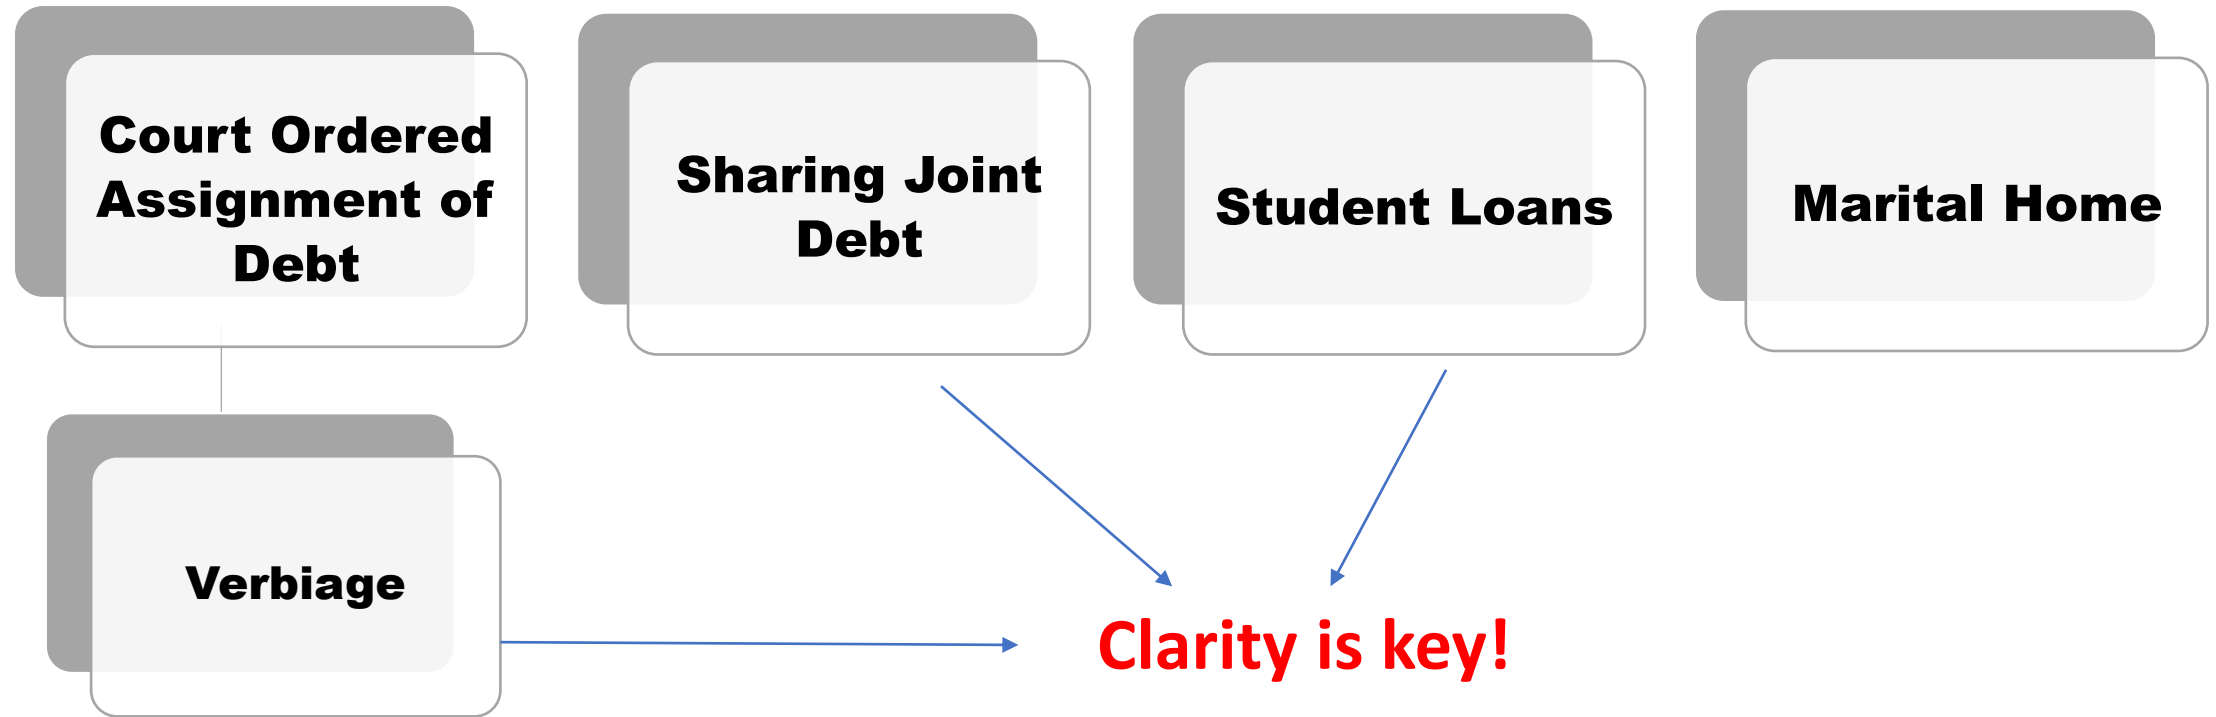 Court Ordered
Assignment of
Debt
Sharing Joint
Debt
Student Loans
Marital Home
Verbiage
Clarity is key!